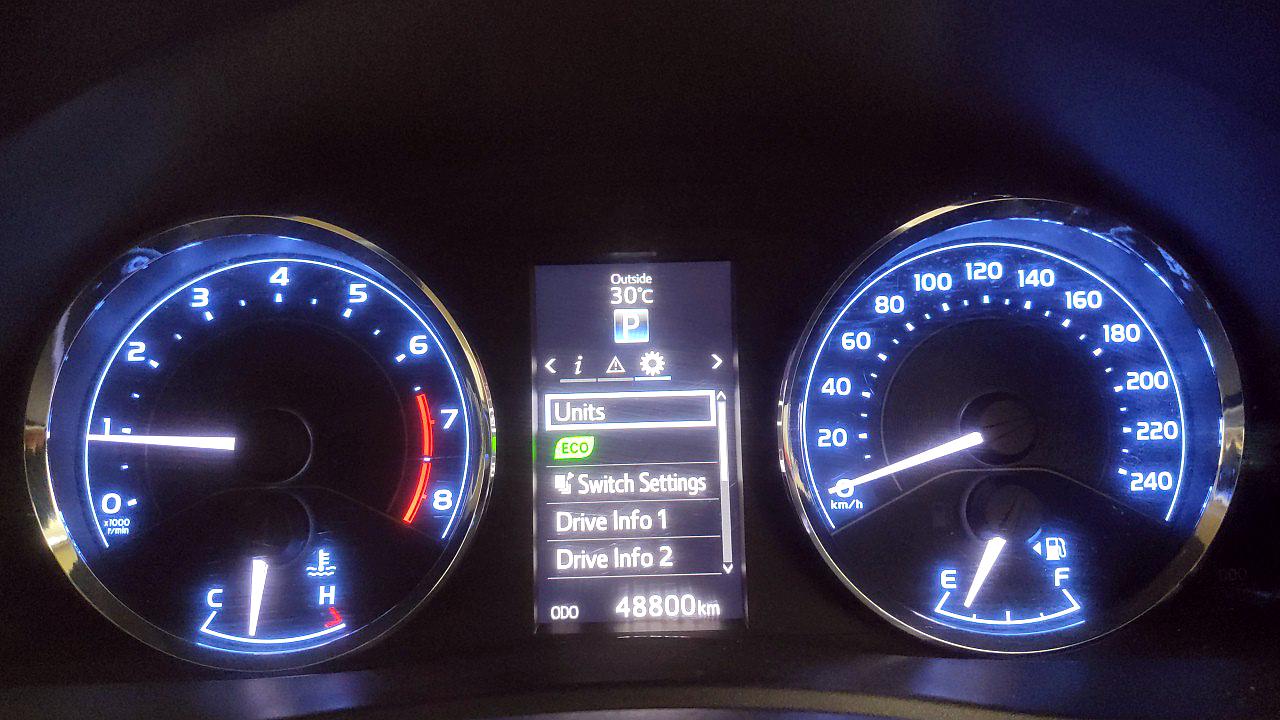 0
1
2
3
4
5
6
7
8
x1000
r/min
C
H
Outside
30°C
P
i
Units
ECO
Switch Settings
Drive Info 1
Drive Info 2
ODO 48800 km
0
20
40
60
80
100
120
140
160
180
200
220
240
km/h
E
F